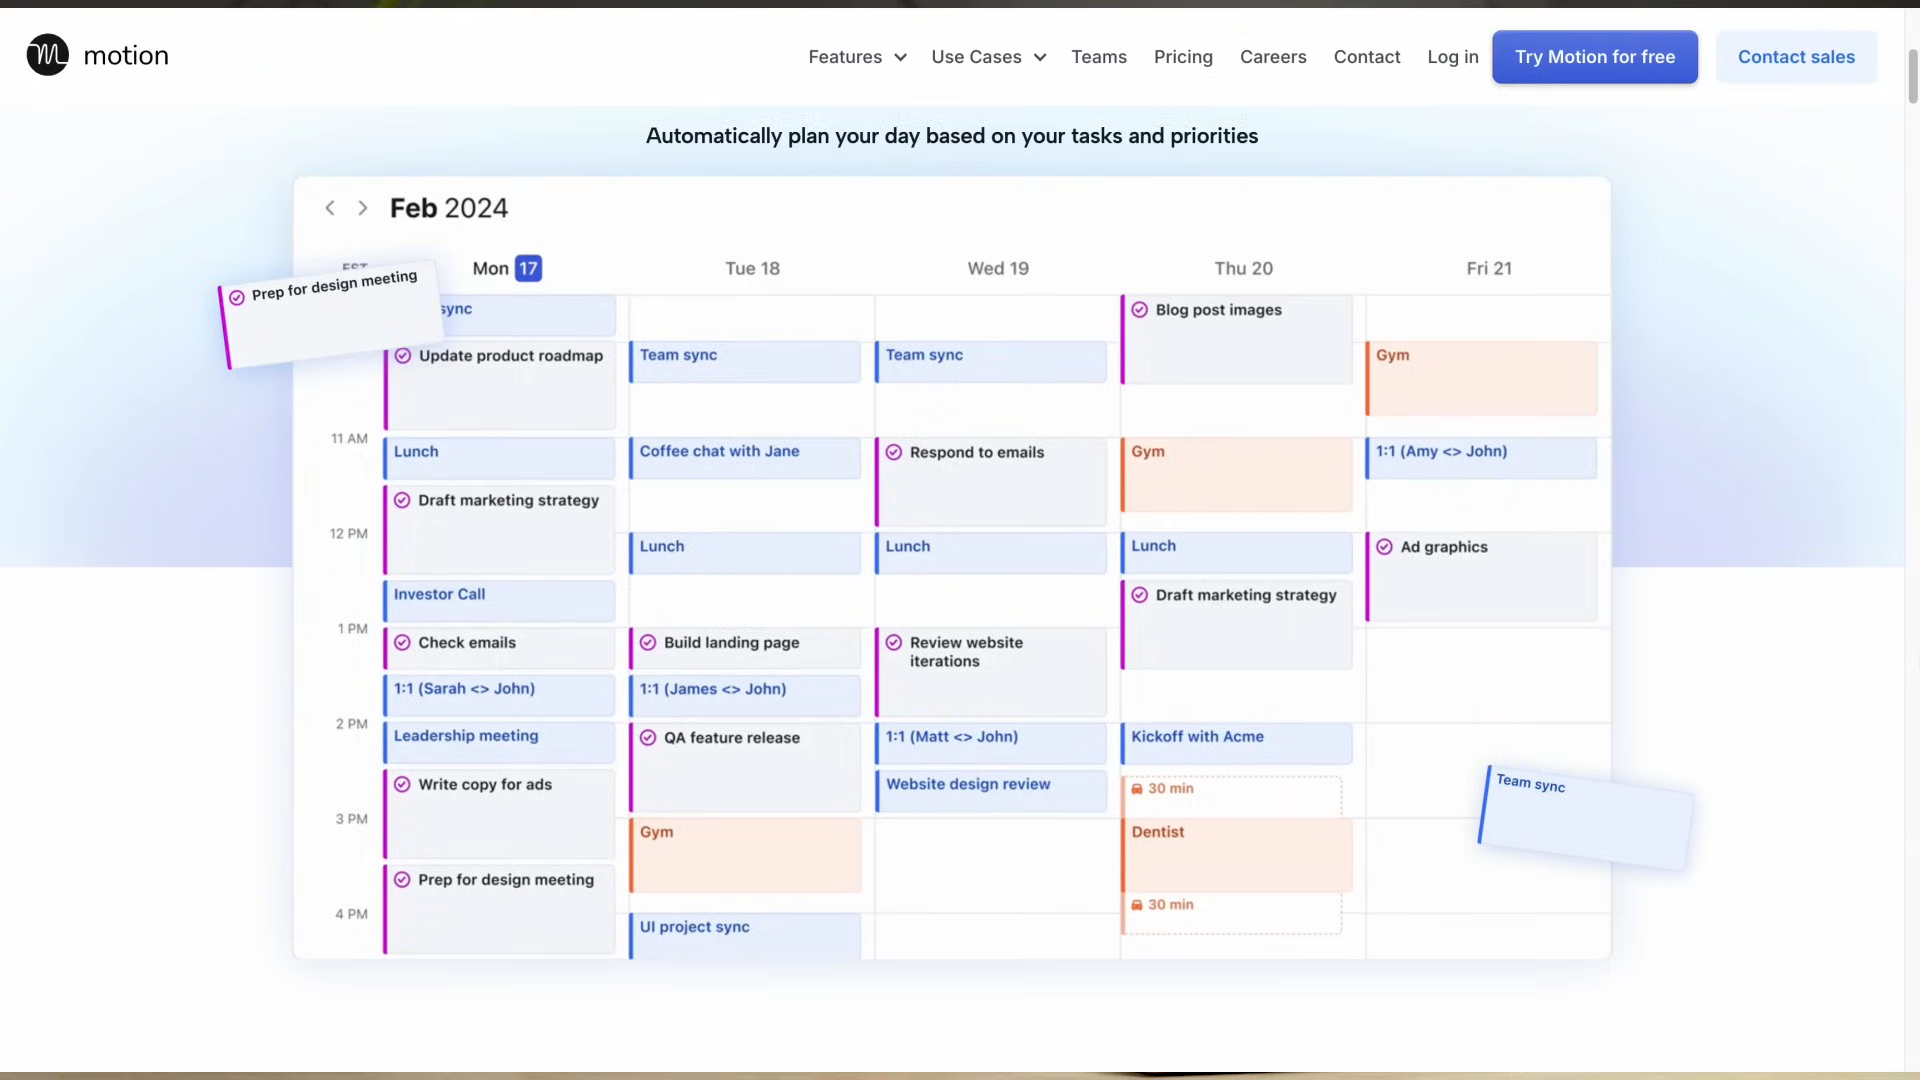 motion
Features Use Cases Teams Pricing Careers Contact Log in Try Motion for free Contact sales
Automatically plan your day based on your tasks and priorities
Feb 2024
Mon 17 Tue 18 Wed 19 Thu 20 Fri 21
Prep for design meeting
sync
Blog post images
Update product roadmap
Team sync
Team sync
Gym
11 AM
Lunch
Coffee chat with Jane
Respond to emails
Gym
1:1 (Amy <> John)
Draft marketing strategy
12 PM
Lunch
Lunch
Lunch
Ad graphics
Investor Call
Draft marketing strategy
1 PM
Check emails
Build landing page
Review website
iterations
1:1 (Sarah <> John)
1:1 (James <> John)
2 PM
Leadership meeting
QA feature release
1:1 (Matt <> John)
Kickoff with Acme
Write copy for ads
Website design review
30 min
Team sync
3 PM
Gym
Dentist
Prep for design meeting
30 min
4 PM
UI project sync